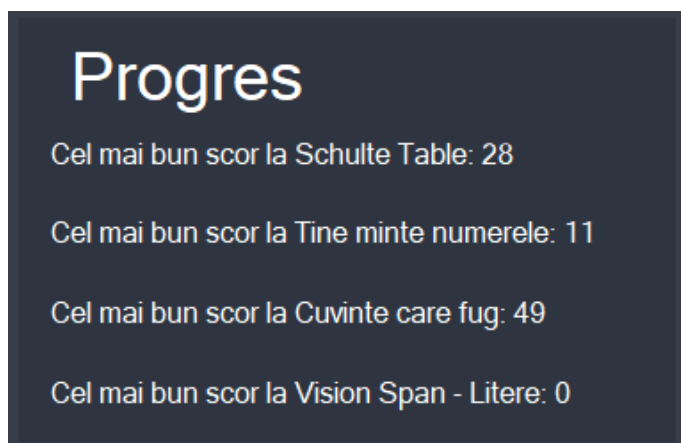 Progres
Cel mai bun scor la Schulte Table: 28
Cel mai bun scor la Tine minte numerele: 11
Cel mai bun scor la Cuvinte care fug: 49
Cel mai bun scor la Vision Span - Litere: 0